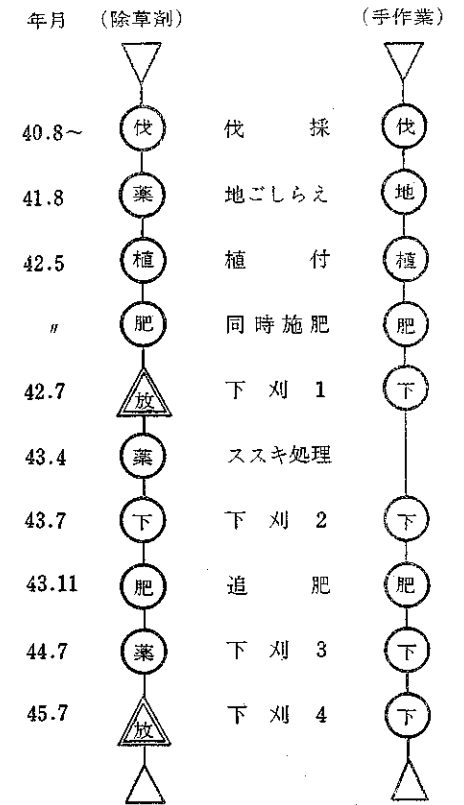 年月 (除草剤) (手作業)
40.8~ 伐 伐採 伐
41.8 薬 地ごしらえ 地
42.5 植 植付 植
〃 肥 同時施肥 肥
42.7 放 下刈 1 下
43.4 薬 ススキ処理
43.7 下 下刈 2 下
43.11 肥 追肥 肥
44.7 薬 下刈 3 下
45.7 放 下刈 4 下